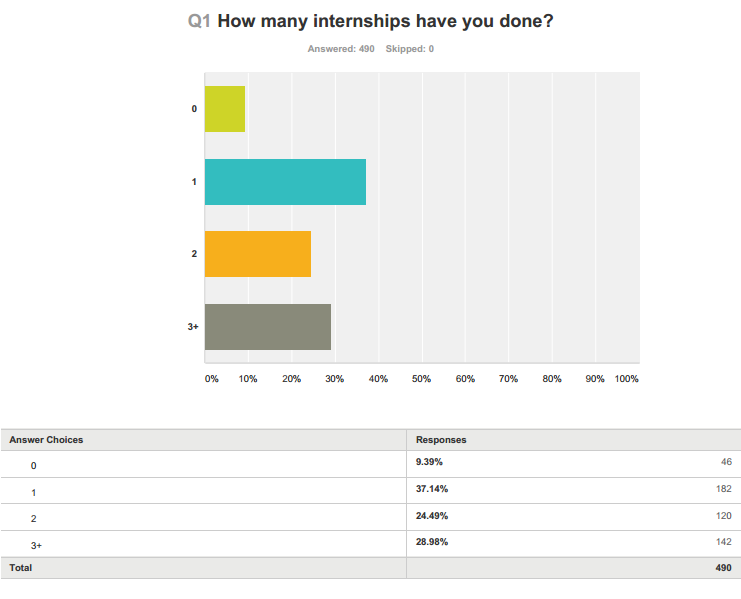 Q1 How many internships have you done?
Answered: 490 Skipped: 0
0
1
2
3+
0% 10% 20% 30% 40% 50% 60% 70% 80% 90% 100%
Answer Choices Responses
0 9.39% 46
1 37.14% 182
2 24.49% 120
3+ 28.98% 142
Total 490